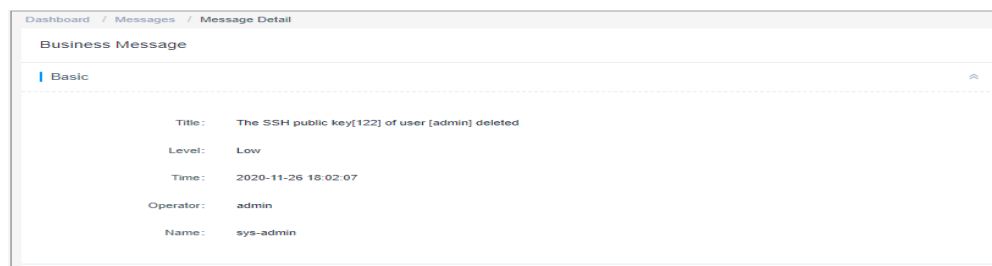 Dashboard / Messages / Message Detail
Business Message
Basic
Title: The SSH public key[122] of user [admin] deleted
Level: Low
Time: 2020-11-26 18:02:07
Operator: admin
Name: sys-admin